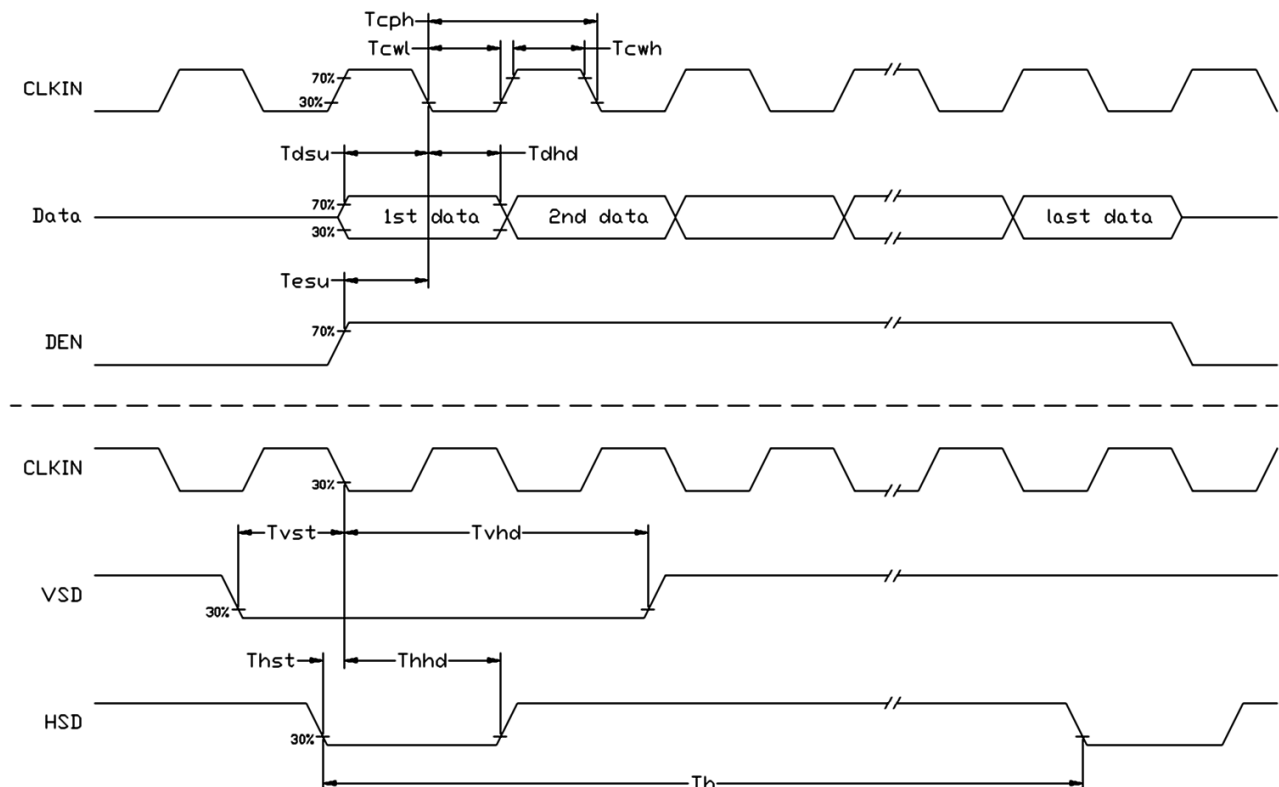 Tcph
Tcwl Tcwh
CLKIN 70%
30%
Tdsu Tdhd
Data 70% 1st data 2nd data last data
30%
Tesu
DEN 70%
CLKIN 30%
Tvst Tvhd
VSD 30%
Thst Thhd
HSD 30%
Th